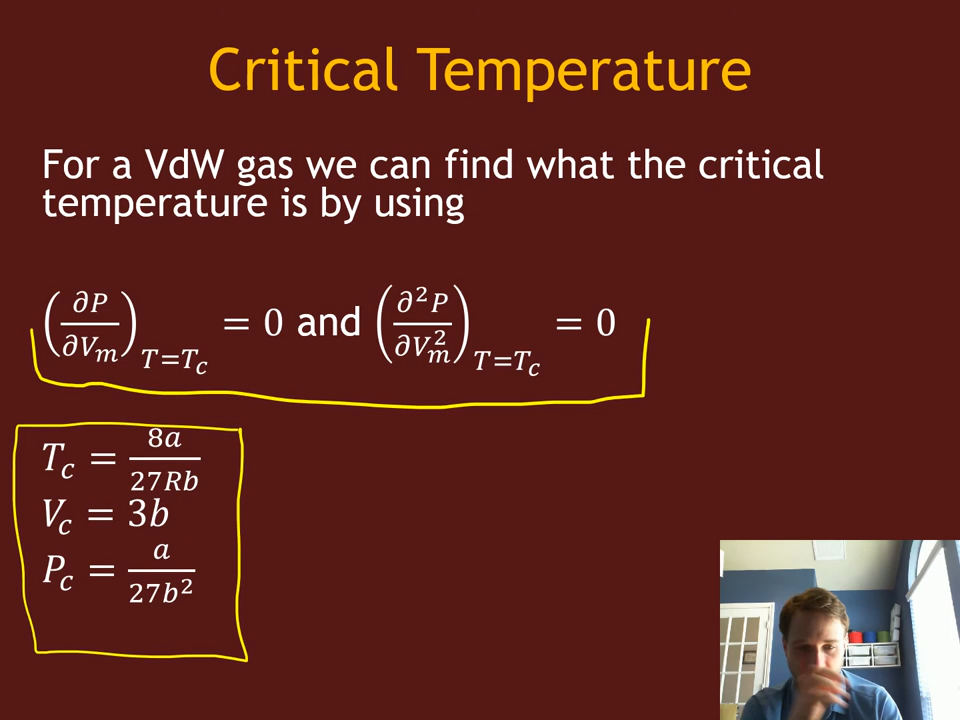 Critical Temperature
For a VdW gas we can find what the critical
temperature is by using
(∂P/∂V_m)_{T=T_c} = 0 and (∂²P/∂V_m²)_{T=T_c} = 0
T_c = 8a/27Rb
V_c = 3b
P_c = a/27b²